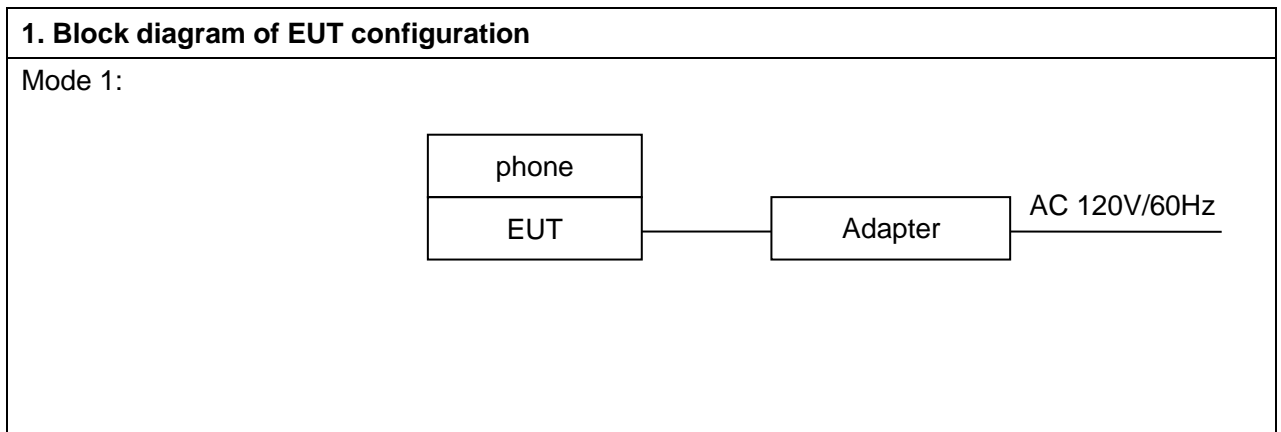 1. Block diagram of EUT configuration
Mode 1:
phone
EUT
Adapter
AC 120V/60Hz